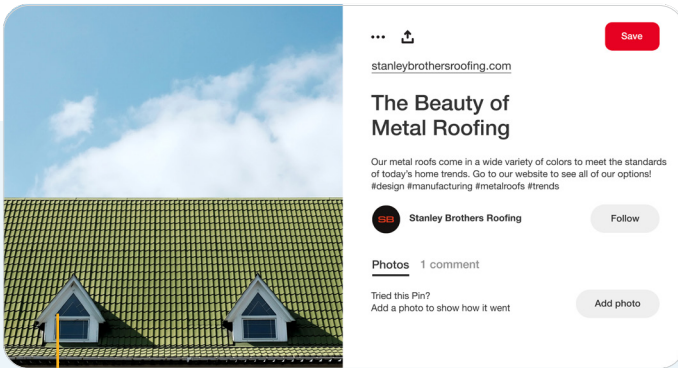 Save
stanleybrothersroofing.com
The Beauty of
Metal Roofing
Our metal roofs come in a wide variety of colors to meet the standards
of today's home trends. Go to our website to see all of our options!
#design #manufacturing #metalroofs #trends
SB
Stanley Brothers Roofing
Follow
Photos 1 comment
Tried this Pin?
Add a photo to show how it went
Add photo